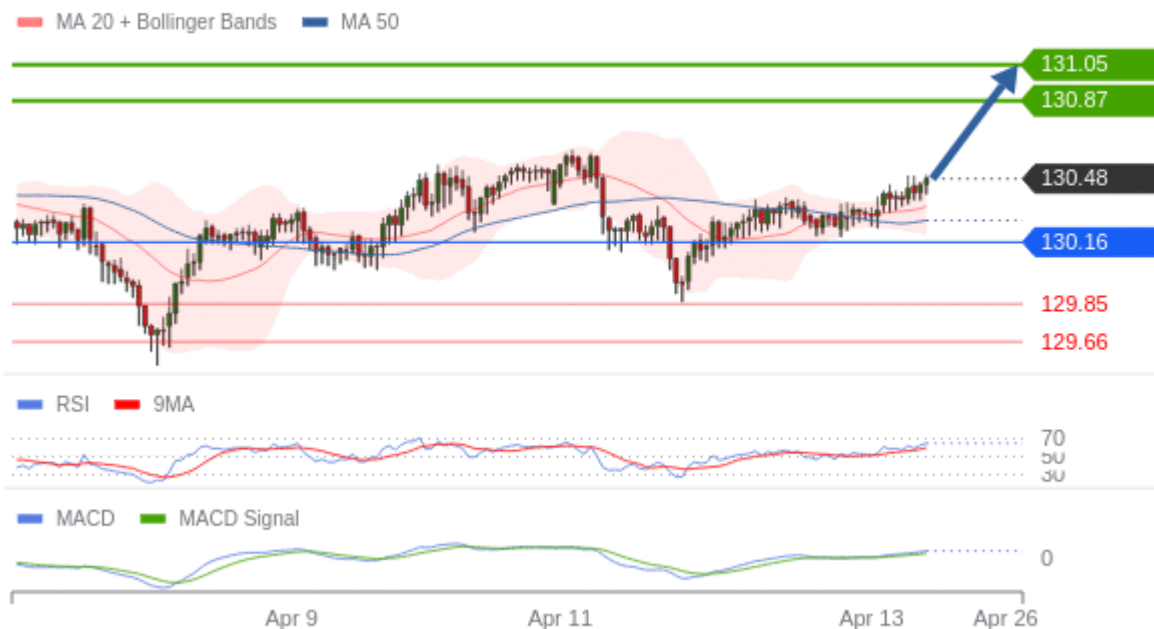 MA 20 + Bollinger Bands MA 50
131.05
130.87
130.48
130.16
129.85
129.66
RSI 9MA
70
50
30
MACD MACD Signal
0
Apr 9 Apr 11 Apr 13 Apr 26